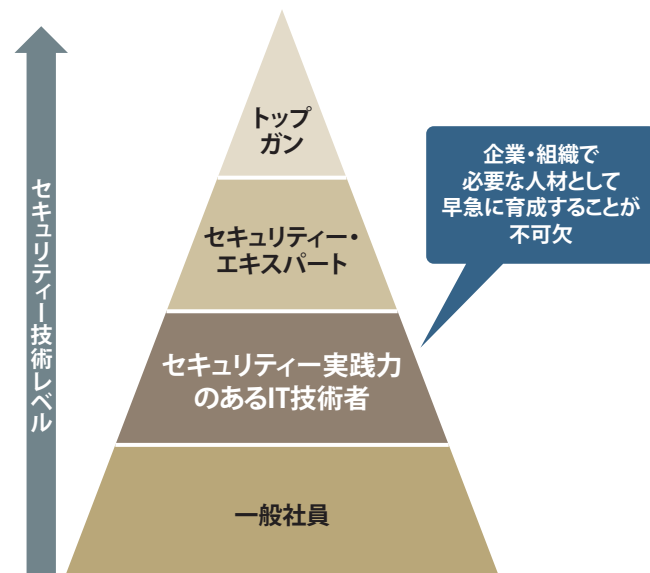 トップ
ガン
セキュリティー・
エキスパート
セキュリティー実践力
のあるIT技術者
一般社員
セキュリティー技術レベル
企業・組織で
必要な人材として
早急に育成することが
不可欠